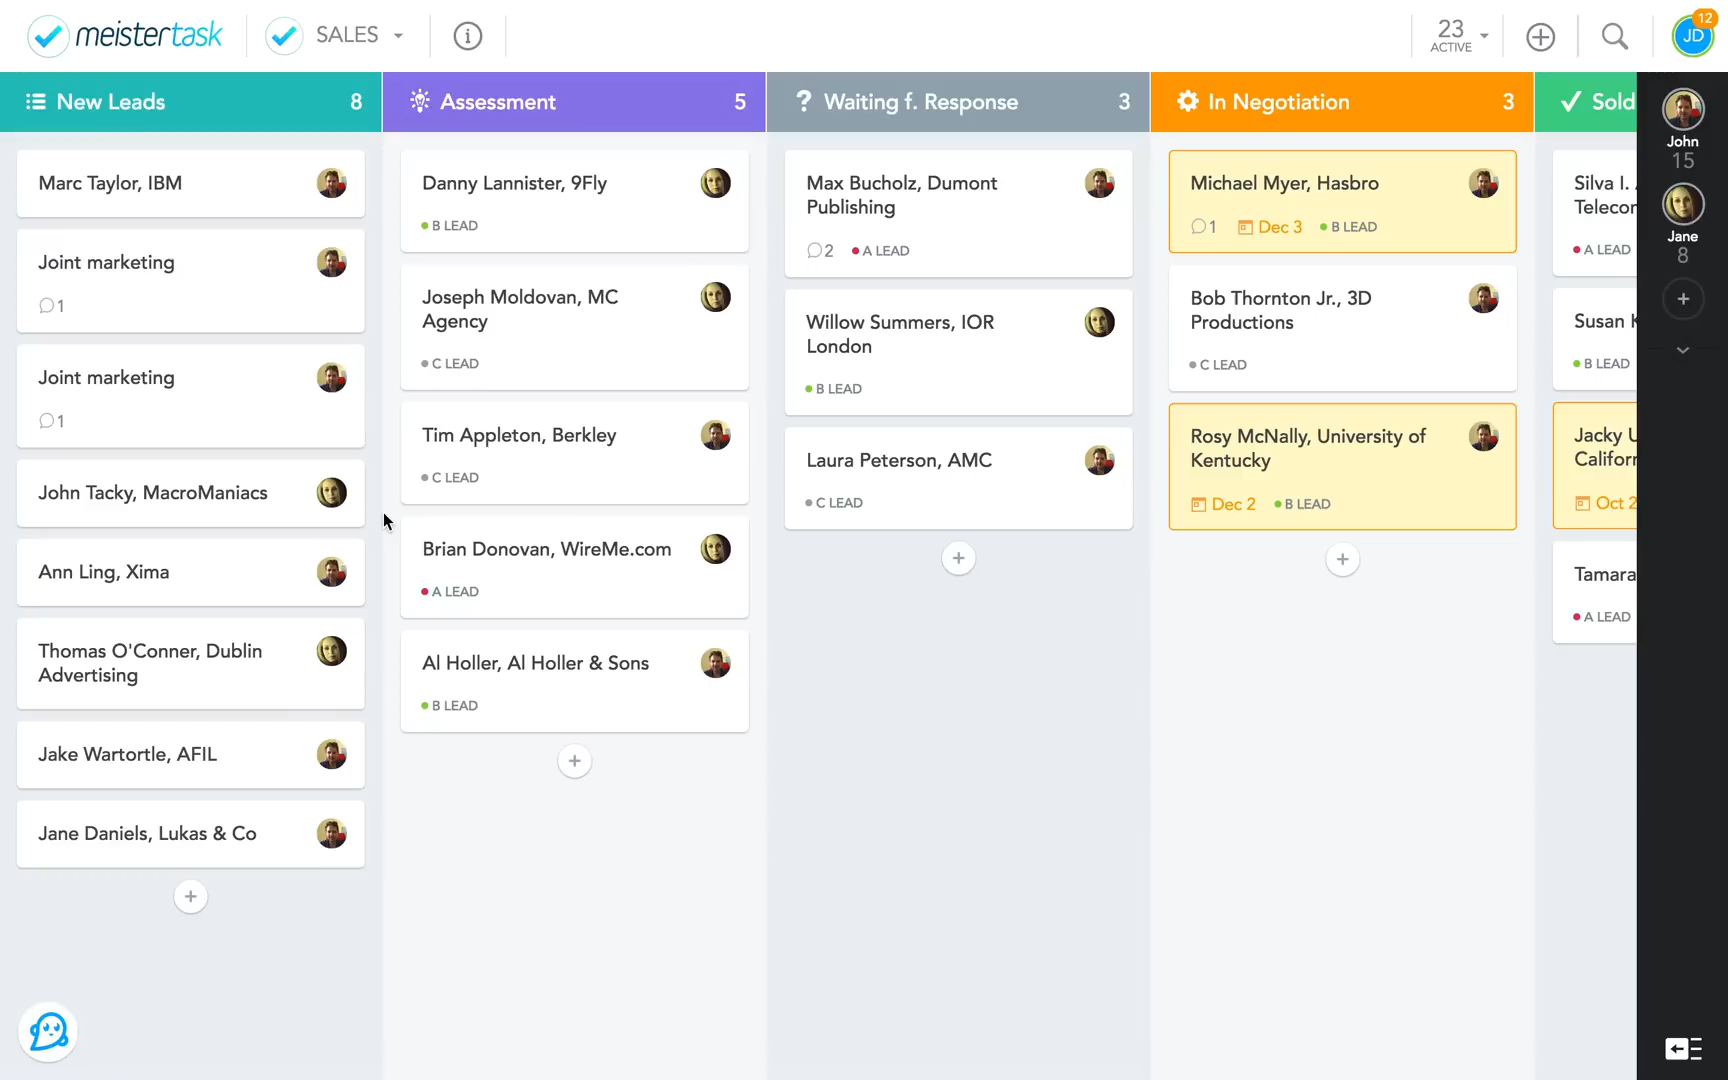 meistertask
SALES
23
ACTIVE
12
JD
New Leads 8
Marc Taylor, IBM
Joint marketing
1
Joint marketing
1
John Tacky, MacroManiacs
Ann Ling, Xima
Thomas O'Conner, Dublin
Advertising
Jake Wartortle, AFIL
Jane Daniels, Lukas & Co
Assessment 5
Danny Lannister, 9Fly
B LEAD
Joseph Moldovan, MC
Agency
C LEAD
Tim Appleton, Berkley
C LEAD
Brian Donovan, WireMe.com
A LEAD
Al Holler, Al Holler & Sons
B LEAD
Waiting f. Response 3
Max Bucholz, Dumont
Publishing
2 A LEAD
Willow Summers, IOR
London
B LEAD
Laura Peterson, AMC
C LEAD
In Negotiation 3
Michael Myer, Hasbro
1 Dec 3 B LEAD
Bob Thornton Jr., 3D
Productions
C LEAD
Rosy McNally, University of
Kentucky
Dec 2 B LEAD
Sold
Silva I.
Telecor
A LEAD
Susan K
B LEAD
Jacky U
Califorr
Oct 2
Tamara
A LEAD
John
15
Jane
8